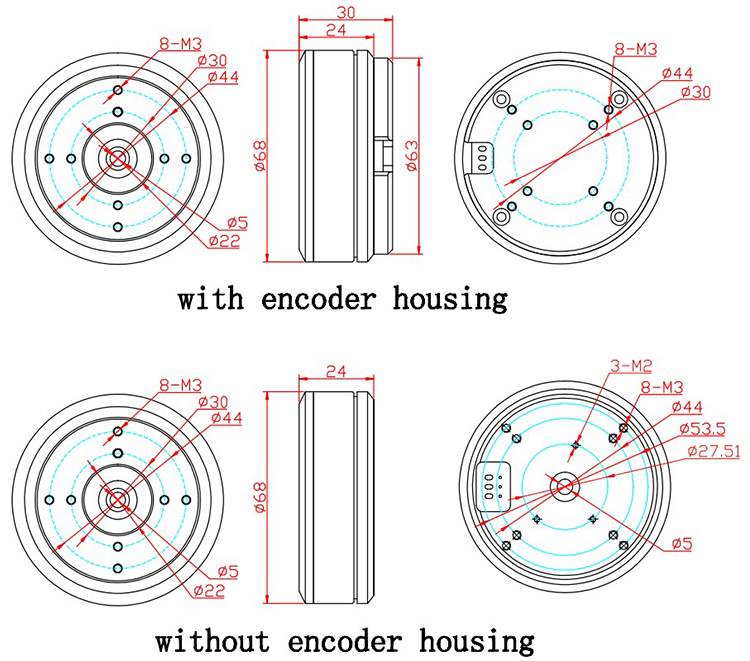 30
24
8-M3
ø30
ø44
ø68
ø63
ø5
ø22
8-M3
ø44
ø30
with encoder housing
24
8-M3
ø30
ø44
ø68
ø5
ø22
3-M2
8-M3
ø44
ø53.5
ø27.51
ø5
without encoder housing